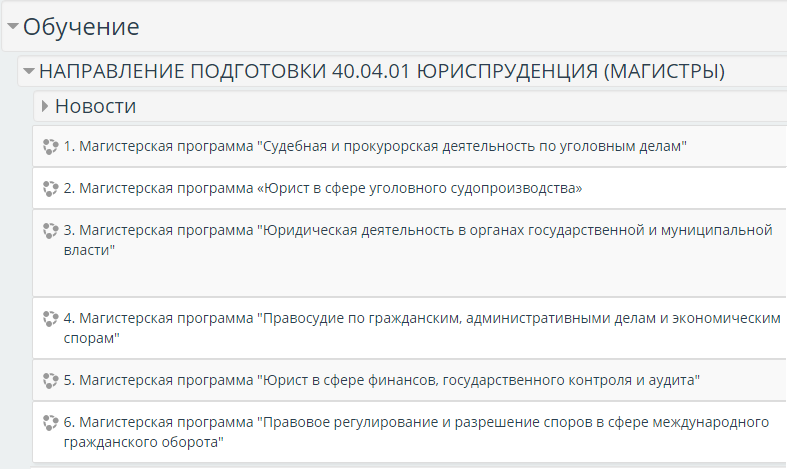 Обучение
НАПРАВЛЕНИЕ ПОДГОТОВКИ 40.04.01 ЮРИСПРУДЕНЦИЯ (МАГИСТРЫ)
Новости
1. Магистерская программа "Судебная и прокурорская деятельность по уголовным делам"
2. Магистерская программа «Юрист в сфере уголовного судопроизводства»
3. Магистерская программа "Юридическая деятельность в органах государственной и муниципальной
власти"
4. Магистерская программа "Правосудие по гражданским, административными делам и экономическим
спорам"
5. Магистерская программа "Юрист в сфере финансов, государственного контроля и аудита"
6. Магистерская программа "Правовое регулирование и разрешение споров в сфере международного
гражданского оборота"